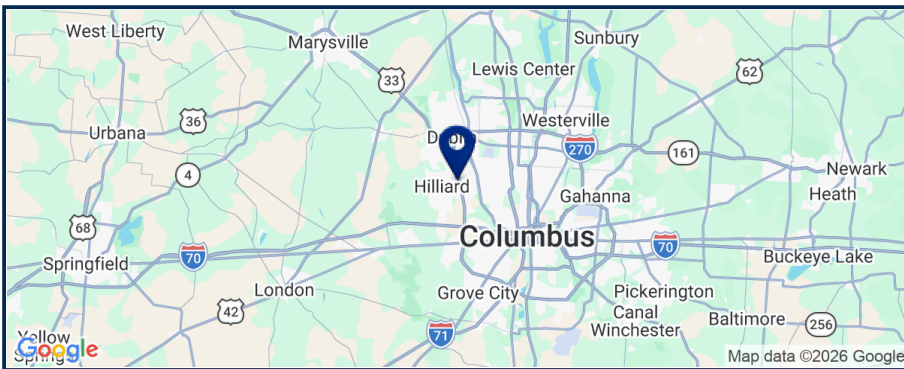 West Liberty
Marysville
Sunbury
Lewis Center
33
62
36
Urbana
Westerville
270
161
4
Hilliard
Gahanna
Newark
Heath
68
Columbus
70
70
Springfield
Buckeye Lake
London
Grove City
Pickerington
42
Canal
Winchester
Baltimore
256
71
Yellow
Google
Map data ©2026 Google